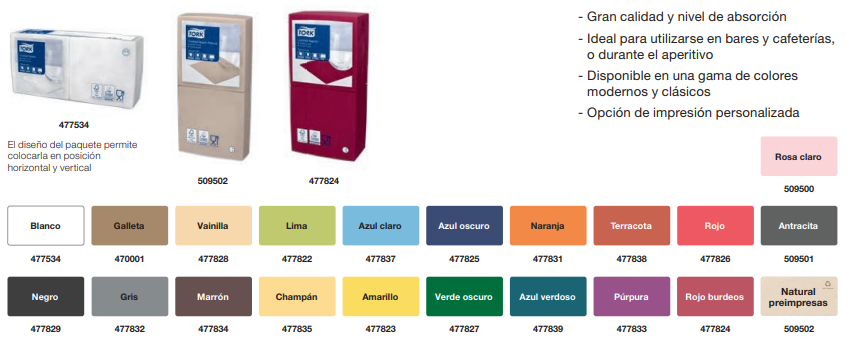 - Gran calidad y nivel de absorción
- Ideal para utilizarse en bares y cafeterías,
o durante el aperitivo
- Disponible en una gama de colores
modernos y clásicos
- Opción de impresión personalizada
TORK
TORK
TORK
477534
El diseño del paquete permite
colocarla en posición
horizontal y vertical
509502
477824
Rosa claro
509500
Blanco
Galleta
Vainilla
Lima
Azul claro
Azul oscuro
Naranja
Terracota
Rojo
Antracita
477534
470001
477828
477822
477837
477825
477831
477838
477826
509501
Negro
Gris
Marrón
Champán
Amarillo
Verde oscuro
Azul verdoso
Púrpura
Rojo burdeos
Natural
preimpresas
477829
477832
477834
477835
477823
477827
477839
477833
477824
509502